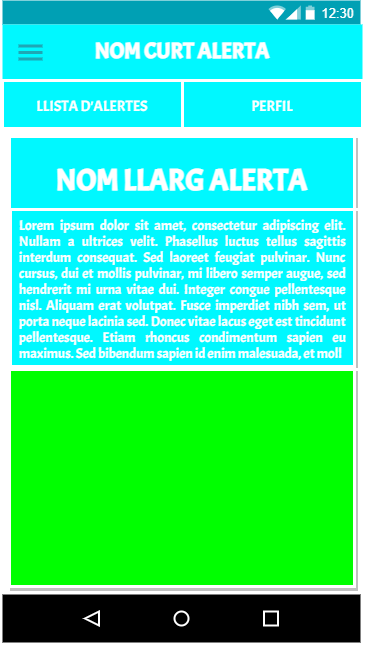 12:30
NOM CURT ALERTA
LLISTA D'ALERTES PERFIL
NOM LLARG ALERTA
Lorem ipsum dolor sit amet, consectetur adipiscing elit.
Nullam a ultrices velit. Phasellus luctus tellus sagittis
interdum consequat. Sed laoreet feugiat pulvinar. Nunc
cursus, dui et mollis pulvinar, mi libero semper augue, sed
hendrerit mi urna vitae dui. Integer congue pellentesque
nisl. Aliquam erat volutpat. Fusce imperdiet nibh sem, ut
porta neque lacinia sed. Donec vitae lacus eget est tincidunt
pellentesque. Etiam rhoncus condimentum sapien eu
maximus. Sed bibendum sapien id enim malesuada, et moll